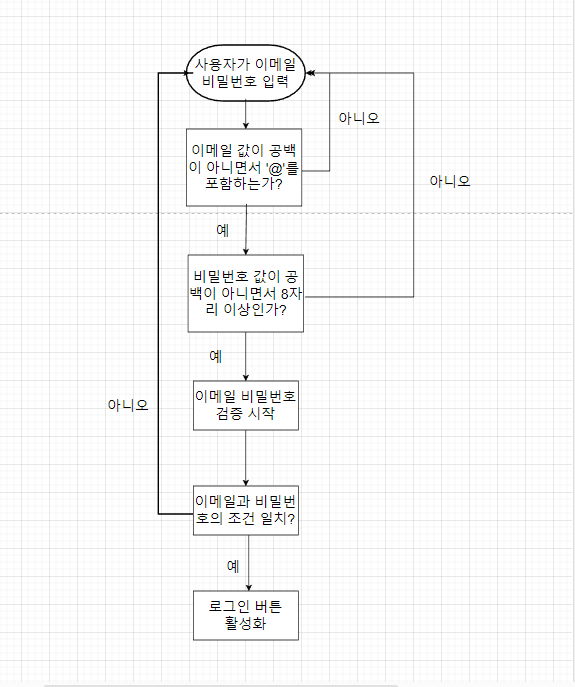 사용자가 이메일
비밀번호 입력
아니오
이메일 값이 공백
이 아니면서 '@'를
포함하는가?
아니오
예
비밀번호 값이 공
백이 아니면서 8자
리 이상인가?
예
이메일 비밀번호
검증 시작
아니오
이메일과 비밀번
호의 조건 일치?
예
로그인 버튼
활성화